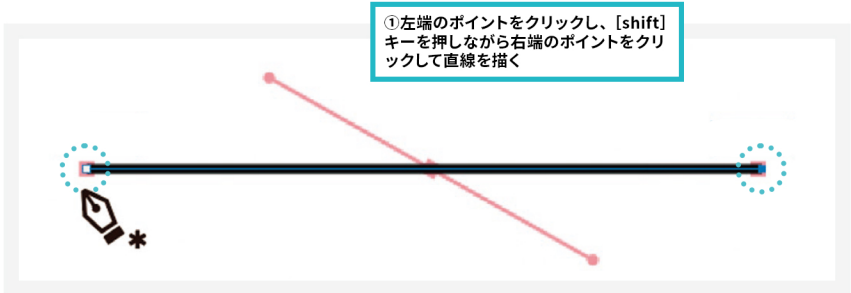 ①左端のポイントをクリックし、［shift］
キーを押しながら右端のポイントをクリ
ックして直線を描く